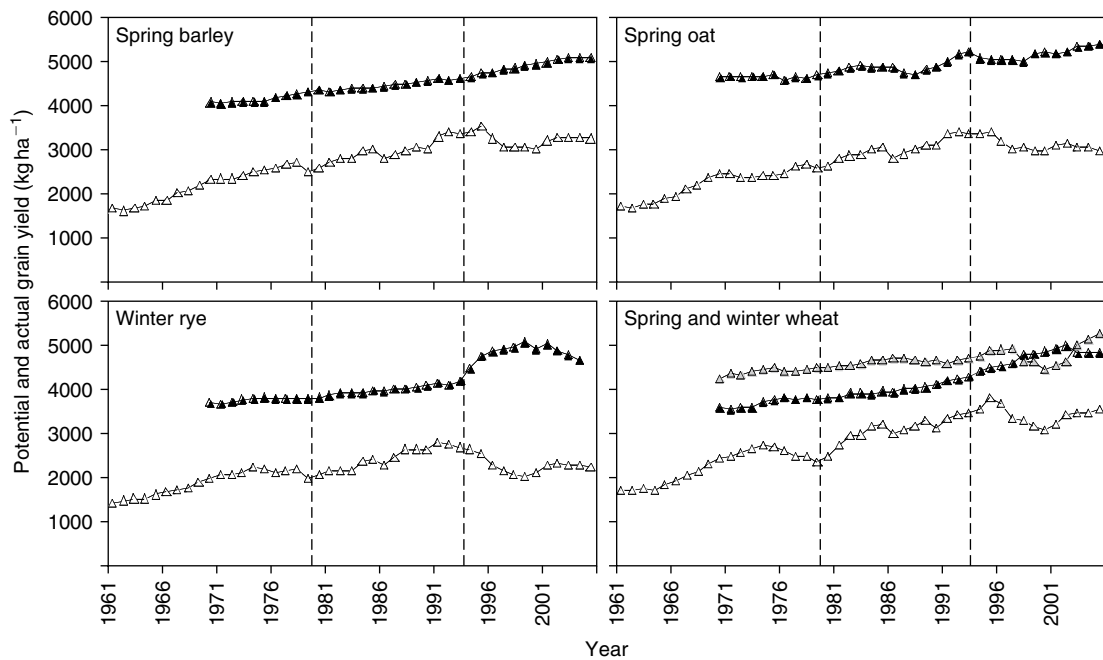 Potential and actual grain yield (kg ha⁻¹)
6000
5000
4000
3000
2000
1000
Spring barley
Spring oat
6000
5000
4000
3000
2000
1000
Winter rye
Spring and winter wheat
1961 1966 1971 1976 1981 1986 1991 1996 2001
1961 1966 1971 1976 1981 1986 1991 1996 2001
Year